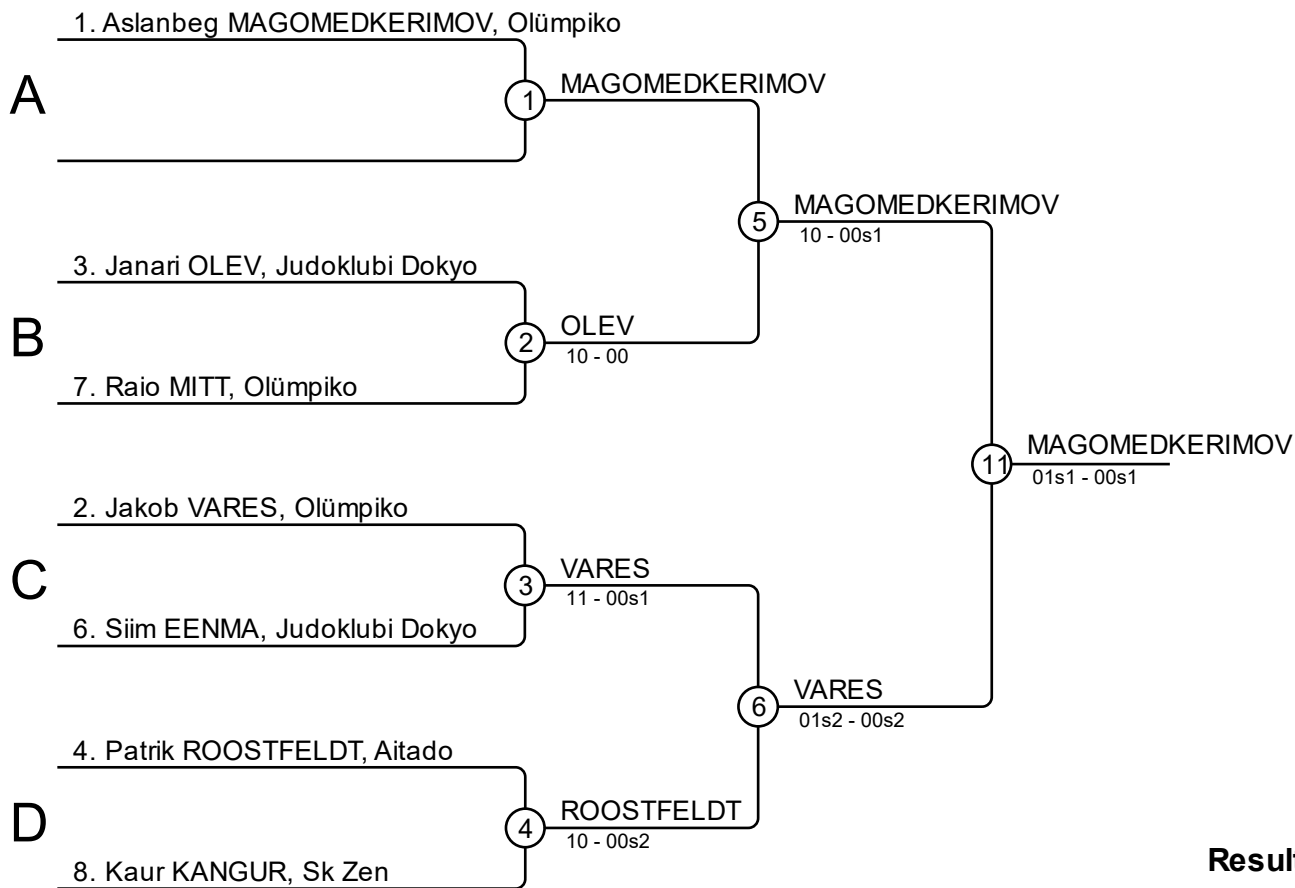 1. Aslanbeg MAGOMEDKERIMOV, Olümpiko
A
1
MAGOMEDKERIMOV
5
MAGOMEDKERIMOV
10 - 00s1
3. Janari OLEV, Judoklubi Dokyo
B
2
OLEV
10 - 00
7. Raio MITT, Olümpiko
11
MAGOMEDKERIMOV
01s1 - 00s1
2. Jakob VARES, Olümpiko
C
3
VARES
11 - 00s1
6. Siim EENMA, Judoklubi Dokyo
6
VARES
01s2 - 00s2
4. Patrik ROOSTFELDT, Aitado
D
4
ROOSTFELDT
10 - 00s2
8. Kaur KANGUR, Sk Zen